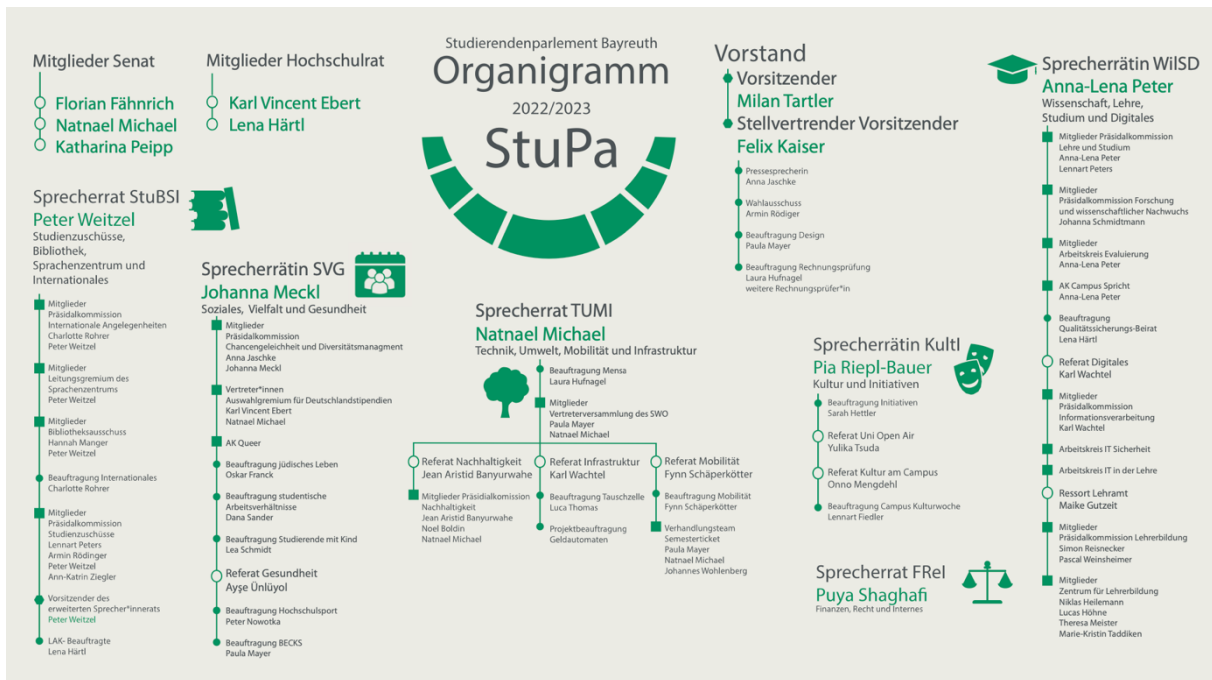 Mitglieder Senat
Florian Fähnrich
Natnael Michael
Katharina Peipp
Mitglieder Hochschulrat
Karl Vincent Ebert
Lena Härtl
Studierendenparlament Bayreuth
Organigramm
2022/2023
StuPa
Vorstand
Vorsitzender
Milan Tartler
Stellvertrender Vorsitzender
Felix Kaiser
Pressesprecherin
Anna Jaschke
Wahlausschuss
Armin Rödiger
Beauftragung Design
Paula Mayer
Beauftragung Rechnungsprüfung
Laura Hufnagel
weitere Rechnungsprüfer*in
Sprecherrätin WilSD
Anna-Lena Peter
Wissenschaft, Lehre,
Studium und Digitales
Mitglieder Präsidalkommission
Lehre und Studium
Anna-Lena Peter
Lennart Peters
Mitglieder
Präsidalkommission Forschung
und wissenschaftlicher Nachwuchs
Johanna Schmidtmann
Mitglieder
Arbeitskreis Evaluierung
Anna-Lena Peter
AK Campus Spricht
Anna-Lena Peter
Beauftragung
Qualitätssicherungs-Beirat
Lena Härtl
Referat Digitales
Karl Wachtel
Mitglieder
Präsidalkommission
Informationsverarbeitung
Karl Wachtel
Arbeitskreis IT Sicherheit
Arbeitskreis IT in der Lehre
Ressort Lehramt
Maike Gutzeit
Mitglieder
Präsidalkommission Lehrerbildung
Simon Reisnecker
Pascal Weinsheimer
Mitglieder
Zentrum für Lehrerbildung
Niklas Heilemann
Lucas Höhne
Theresa Meister
Marie-Kristin Taddiken
Sprecherrat StuBSI
Peter Weitzel
Studienzuschüsse,
Bibliothek,
Sprachenzentrum und
Internationales
Mitglieder
Präsidalkommission
Internationale Angelegenheiten
Charlotte Rohrer
Peter Weitzel
Mitglieder
Leitungsgremium des
Sprachenzentrums
Peter Weitzel
Mitglieder
Bibliotheksausschuss
Hannah Manger
Peter Weitzel
Beauftragung Internationales
Charlotte Rohrer
Mitglieder
Präsidalkommission
Studienzuschüsse
Lennart Peters
Armin Rödinger
Peter Weitzel
Ann-Katrin Ziegler
Vorsitzender des
erweiterten Sprecher*innerats
Peter Weitzel
LAK- Beauftragte
Lena Härtl
Sprecherrätin SVG
Johanna Meckl
Soziales, Vielfalt und Gesundheit
Mitglieder
Präsidalkommission
Chancengeleichheit und Diversitätsmanagment
Anna Jaschke
Johanna Meckl
Vertreter*innen
Auswahlgremium für Deutschlandstipendien
Karl Vincent Ebert
Natnael Michael
AK Queer
Beauftragung jüdisches Leben
Oskar Franck
Beauftragung studentische
Arbeitsverhältnisse
Dana Sander
Beauftragung Studierende mit Kind
Lea Schmidt
Referat Gesundheit
Ayşe Ünlüyol
Beauftragung Hochschulsport
Peter Nowotka
Beauftragung BECKS
Paula Mayer
Sprecherrat TUMI
Natnael Michael
Technik, Umwelt, Mobilität und Infrastruktur
Beauftragung Mensa
Laura Hufnagel
Mitglieder
Vertreterversammlung des SWO
Paula Mayer
Natnael Michael
Referat Nachhaltigkeit
Jean Aristid Banyurwahe
Mitglieder Präsidialkomission
Nachhaltigkeit
Jean Aristid Banyurwahe
Noel Boldin
Natnael Michael
Referat Infrastruktur
Karl Wachtel
Beauftragung Tauschzelle
Luca Thomas
Projektbeauftragung
Geldautomaten
Referat Mobilität
Fynn Schäperkötter
Beauftragung Mobilität
Fynn Schäperkötter
Verhandlungsteam
Semesterticket
Paula Mayer
Natnael Michael
Johannes Wohlenberg
Sprecherrätin KultI
Pia Riepl-Bauer
Kultur und Initiativen
Beauftragung Initiativen
Sarah Hettler
Referat Uni Open Air
Yulika Tsuda
Referat Kultur am Campus
Onno Mengdehl
Beauftragung Campus Kulturwoche
Lennart Fiedler
Sprecherrat FReI
Puya Shaghafi
Finanzen, Recht und Internes